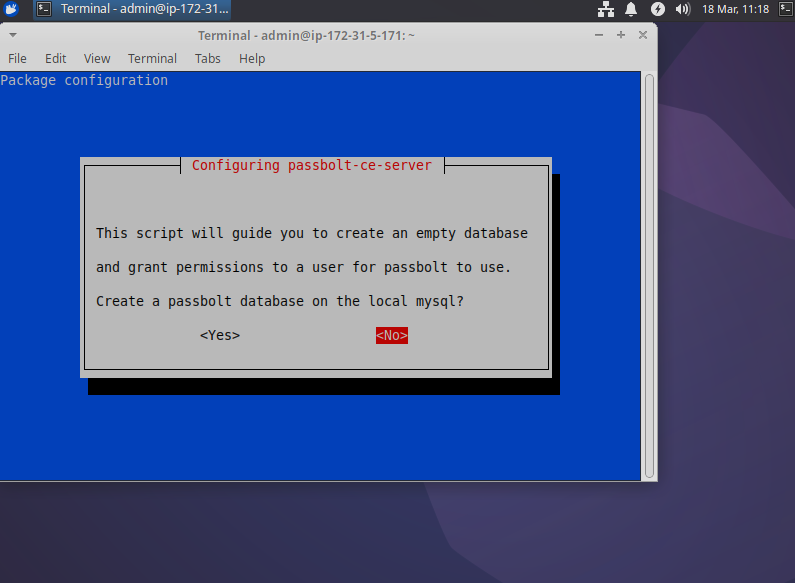 Terminal - admin@ip-172-31...
18 Mar, 11:18
Terminal - admin@ip-172-31-5-171: ~
File Edit View Terminal Tabs Help
Package configuration
Configuring passbolt-ce-server
This script will guide you to create an empty database
and grant permissions to a user for passbolt to use.
Create a passbolt database on the local mysql?
<Yes> <No>